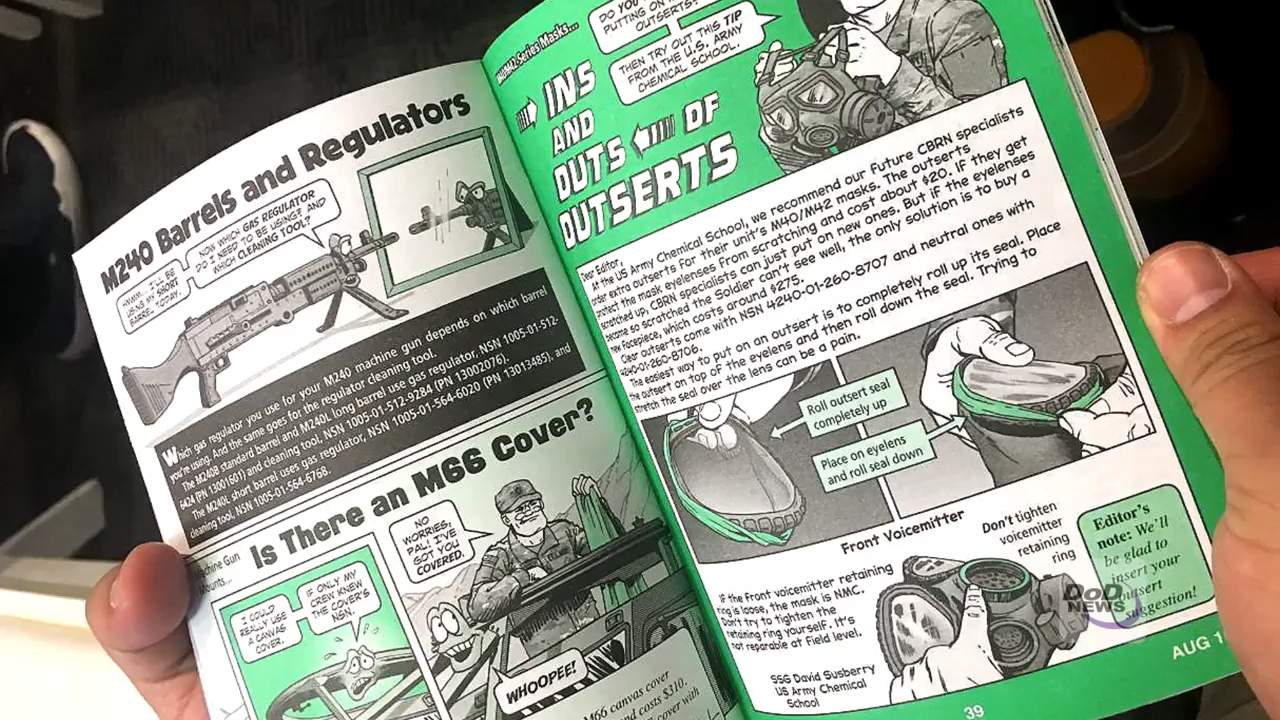 M240 Barrels and Regulators
HMM... I'LL BE
USING MY SHORT
BARREL TODAY.
NOW WHICH GAS REGULATOR
DO I NEED TO BE USING? AND
WHICH CLEANING TOOL?
Which gas regulator you use for your M240 machine gun depends on which barrel
you're using. And the same goes for the regulator cleaning tool.
The M240B standard barrel and M240L long barrel use gas regulator, NSN 1005-01-512-
6424 (PN 11001601) and cleaning tool, NSN 1005-01-512-9284 (PN 13002076).
The M240L short barrel uses gas regulator, NSN 1005-01-564-6020 (PN 13013485), and
cleaning tool, NSN 1005-01-564-6768.
Machine Gun
Mounts...
Is There an M66 Cover?
I COULD
REALLY USE
A CANVAS
COVER.
IF ONLY MY
CREW KNEW
THE COVER'S
NSN.
NO
WORRIES,
PAL. I'VE
GOT YOU
COVERED.
WHOOPEE!
M66 canvas cover
and costs $310.
cover with
M40/M42 Series Masks...
DO YOU
PUTTING ON
OUTSERTS?
THEN TRY OUT THIS TIP
FROM THE U.S. ARMY
CHEMICAL SCHOOL.
INS
AND
OUTS OF
OUTSERTS
Dear Editor,
At the US Army Chemical School, we recommend our future CBRN specialists
order extra outserts for their unit's M40/M42 masks. The outserts
protect the mask eyelenses from scratching and cost about $20. If they get
scratched up, CBRN specialists can just put on new ones. But if the eyelenses
become so scratched the Soldier can't see well, the only solution is to buy a
new facepiece, which costs around $275.
Clear outserts come with NSN 4240-01-260-8707 and neutral ones with
4240-01-260-8706.
The easiest way to put on an outsert is to completely roll up its seal. Place
the outsert on top of the eyelens and then roll down the seal. Trying to
stretch the seal over the lens can be a pain.
Roll outsert seal
completely up
Place on eyelens
and roll seal down
Front Voicemitter
If the front voicemitter retaining
ring is loose, the mask is NMC.
Don't try to tighten the
retaining ring yourself. It's
not reparable at field level.
Don't tighten
voicemitter
retaining
ring
Editor's
note: We'll
be glad to
insert your
outsert
suggestion!
SSG David Susberry
US Army Chemical
School
39
AUG 1
DoD
NEWS